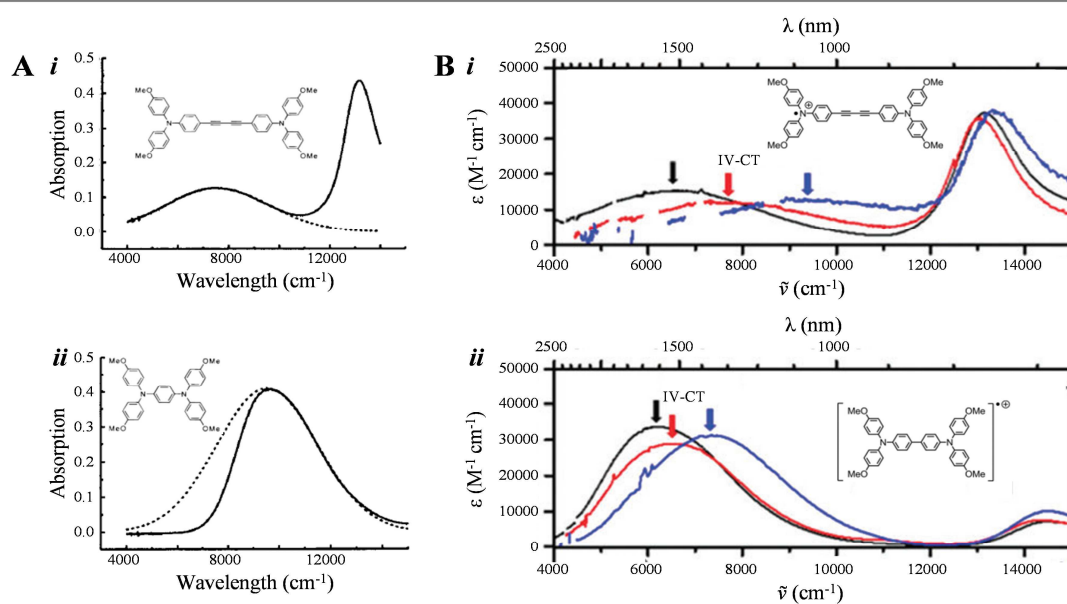 A i
0.5
0.4
0.3
0.2
0.1
0.0
Absorption
4000 8000 12000
Wavelength (cm-1)
MeO OMe
N N
MeO OMe
ii
0.5
0.4
0.3
0.2
0.1
0.0
Absorption
4000 8000 12000
Wavelength (cm-1)
MeO OMe
N N
MeO OMe
B i
λ (nm)
2500 1500 1000
50000
40000
30000
20000
10000
0
ε (M-1 cm-1)
4000 6000 8000 10000 12000 14000
ν̃ (cm-1)
IV-CT
MeO OMe
N⊕ N
MeO OMe
ii
λ (nm)
2500 1500 1000
50000
40000
30000
20000
10000
0
ε (M-1 cm-1)
4000 6000 8000 10000 12000 14000
ν̃ (cm-1)
IV-CT
MeO OMe •⊕
N N
MeO OMe